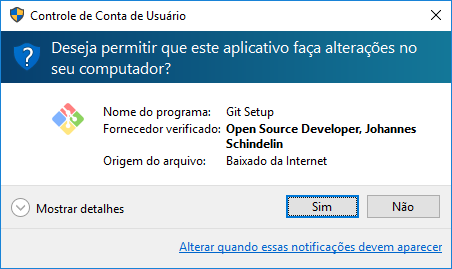 Controle de Conta de Usuário
Deseja permitir que este aplicativo faça alterações no
seu computador?
Nome do programa: Git Setup
Fornecedor verificado: Open Source Developer, Johannes
Schindelin
Origem do arquivo: Baixado da Internet
Mostrar detalhes
Sim
Não
Alterar quando essas notificações devem aparecer